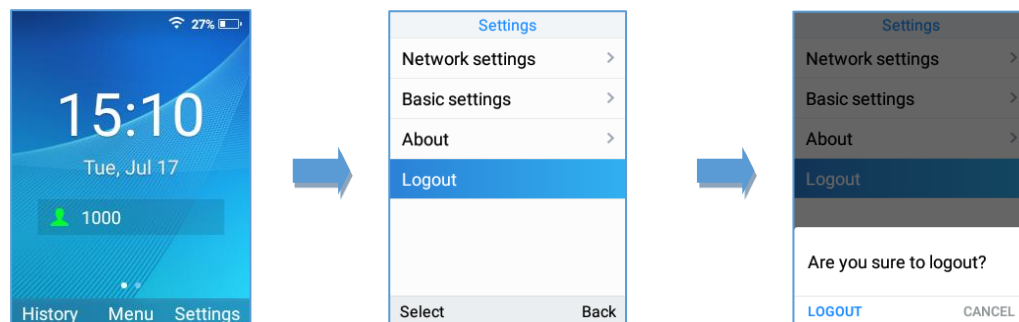 27%
15:10
Tue, Jul 17
1000
History Menu Settings
Settings
Network settings
Basic settings
About
Logout
Select Back
Settings
Network settings
Basic settings
About
Logout
Are you sure to logout?
LOGOUT CANCEL